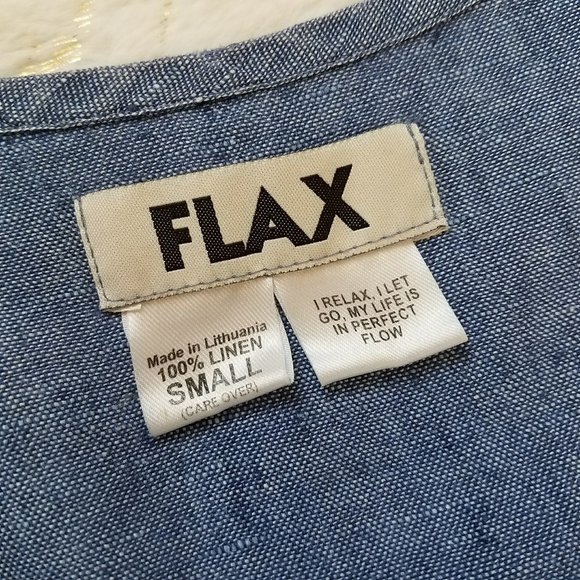 FLAX
Made in Lithuania
100% LINEN
SMALL
(CARE OVER)
I RELAX, I LET
GO, MY LIFE IS
IN PERFECT
FLOW